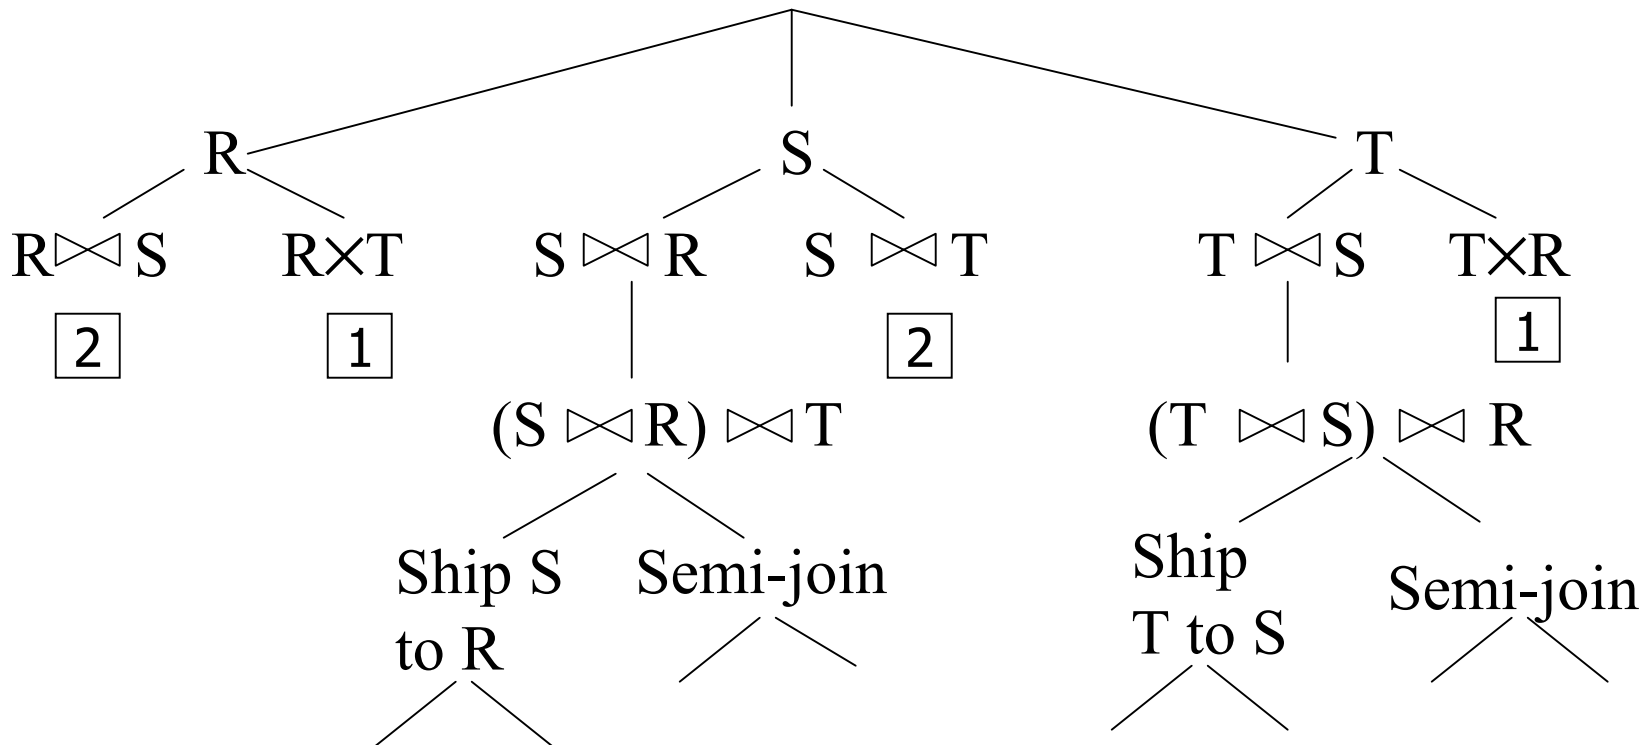 R S T
R⋈S R×T S ⋈ R S ⋈ T T ⋈ S T×R
2 1 2 1
(S ⋈ R) ⋈ T (T ⋈ S) ⋈ R
Ship S
to R
Semi-join
Ship
T to S
Semi-join